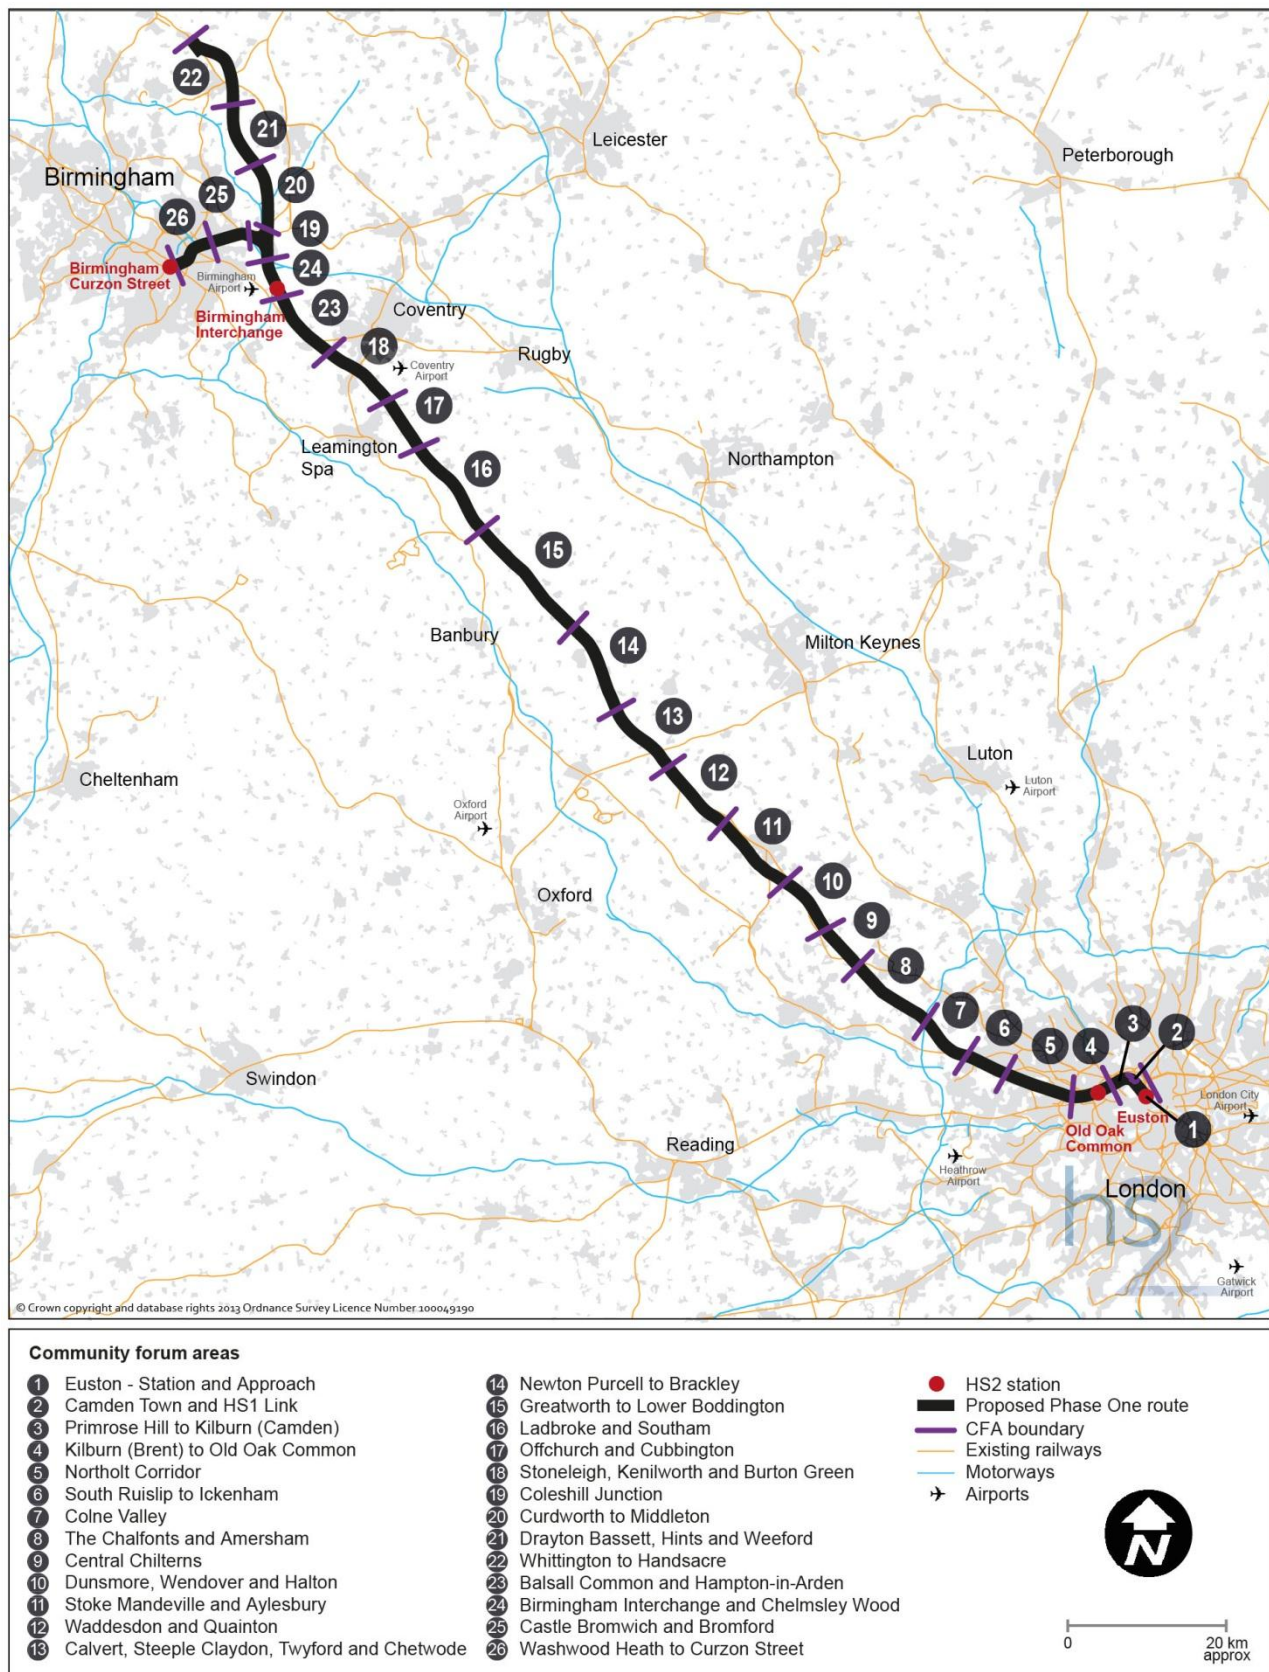 22
21
Leicester
Peterborough
Birmingham
25
20
26
19
24
Birmingham
Curzon Street
Birmingham
Airport
23
Birmingham
Interchange
Coventry
18
Coventry
Airport
Rugby
17
Leamington
Spa
16
Northampton
15
Banbury
14
Milton Keynes
13
12
Luton
Luton
Airport
Cheltenham
Oxford
Airport
11
10
Oxford
9
8
7
6
5
4
3
2
Swindon
London City
Airport
Euston
Old Oak
Common
1
Reading
Heathrow
Airport
London
hs2
Gatwick
Airport
© Crown copyright and database rights 2013 Ordnance Survey Licence Number 100049190
Community forum areas
1 Euston - Station and Approach
2 Camden Town and HS1 Link
3 Primrose Hill to Kilburn (Camden)
4 Kilburn (Brent) to Old Oak Common
5 Northolt Corridor
6 South Ruislip to Ickenham
7 Colne Valley
8 The Chalfonts and Amersham
9 Central Chilterns
10 Dunsmore, Wendover and Halton
11 Stoke Mandeville and Aylesbury
12 Waddesdon and Quainton
13 Calvert, Steeple Claydon, Twyford and Chetwode
14 Newton Purcell to Brackley
15 Greatworth to Lower Boddington
16 Ladbroke and Southam
17 Offchurch and Cubbington
18 Stoneleigh, Kenilworth and Burton Green
19 Coleshill Junction
20 Curdworth to Middleton
21 Drayton Bassett, Hints and Weeford
22 Whittington to Handsacre
23 Balsall Common and Hampton-in-Arden
24 Birmingham Interchange and Chelmsley Wood
25 Castle Bromwich and Bromford
26 Washwood Heath to Curzon Street
HS2 station
Proposed Phase One route
CFA boundary
Existing railways
Motorways
Airports
N
0
20 km
approx